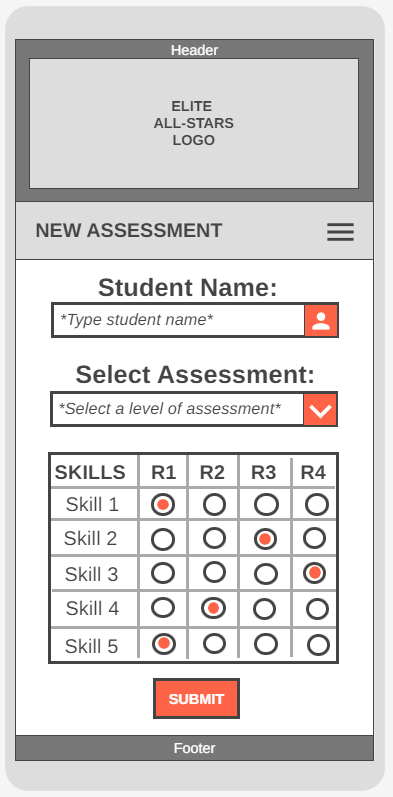 Header
ELITE
ALL-STARS
LOGO
NEW ASSESSMENT
Student Name:
*Type student name*
Select Assessment:
*Select a level of assessment*
SKILLS R1 R2 R3 R4
Skill 1
Skill 2
Skill 3
Skill 4
Skill 5
SUBMIT
Footer